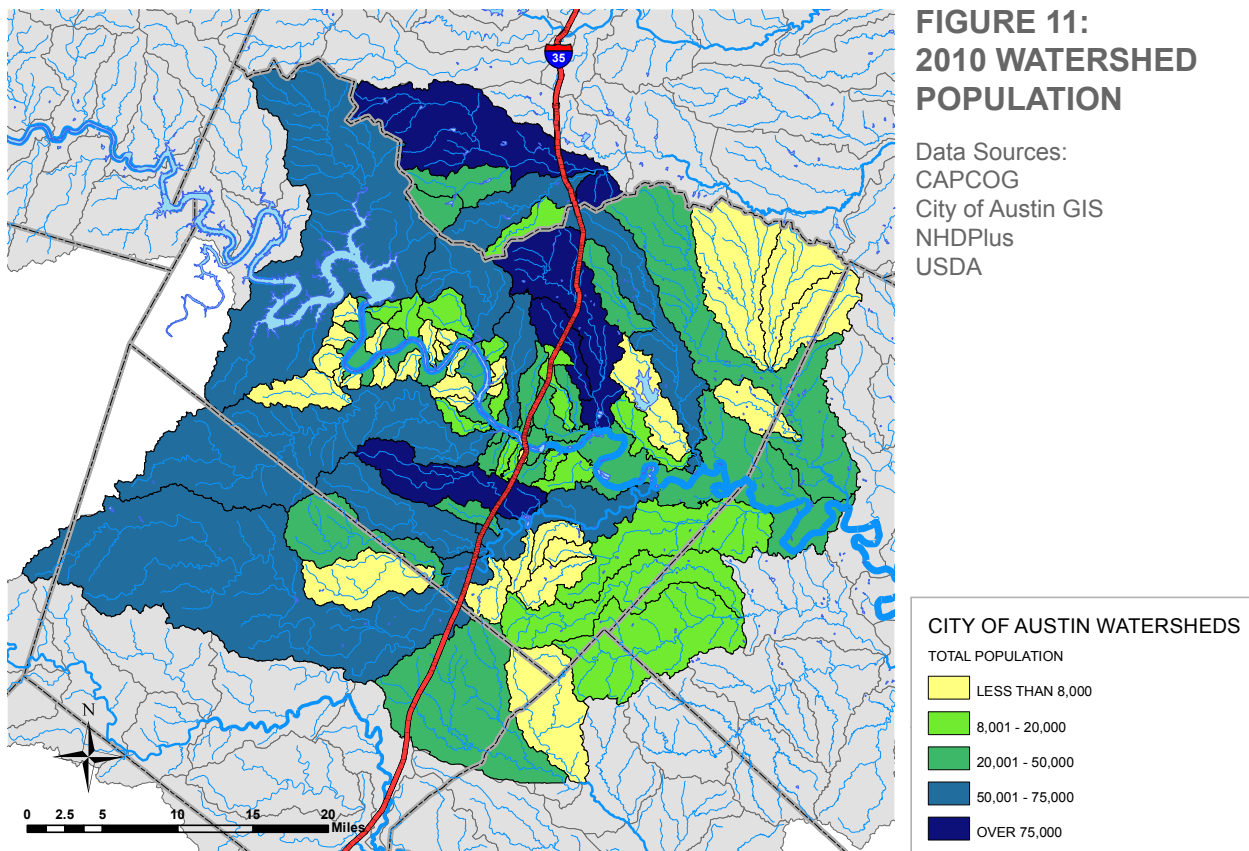 FIGURE 11:
2010 WATERSHED
POPULATION
Data Sources:
CAPCOG
City of Austin GIS
NHDPlus
USDA
35
N
0 2.5 5 10 15 20
Miles
CITY OF AUSTIN WATERSHEDS
TOTAL POPULATION
LESS THAN 8,000
8,001 - 20,000
20,001 - 50,000
50,001 - 75,000
OVER 75,000